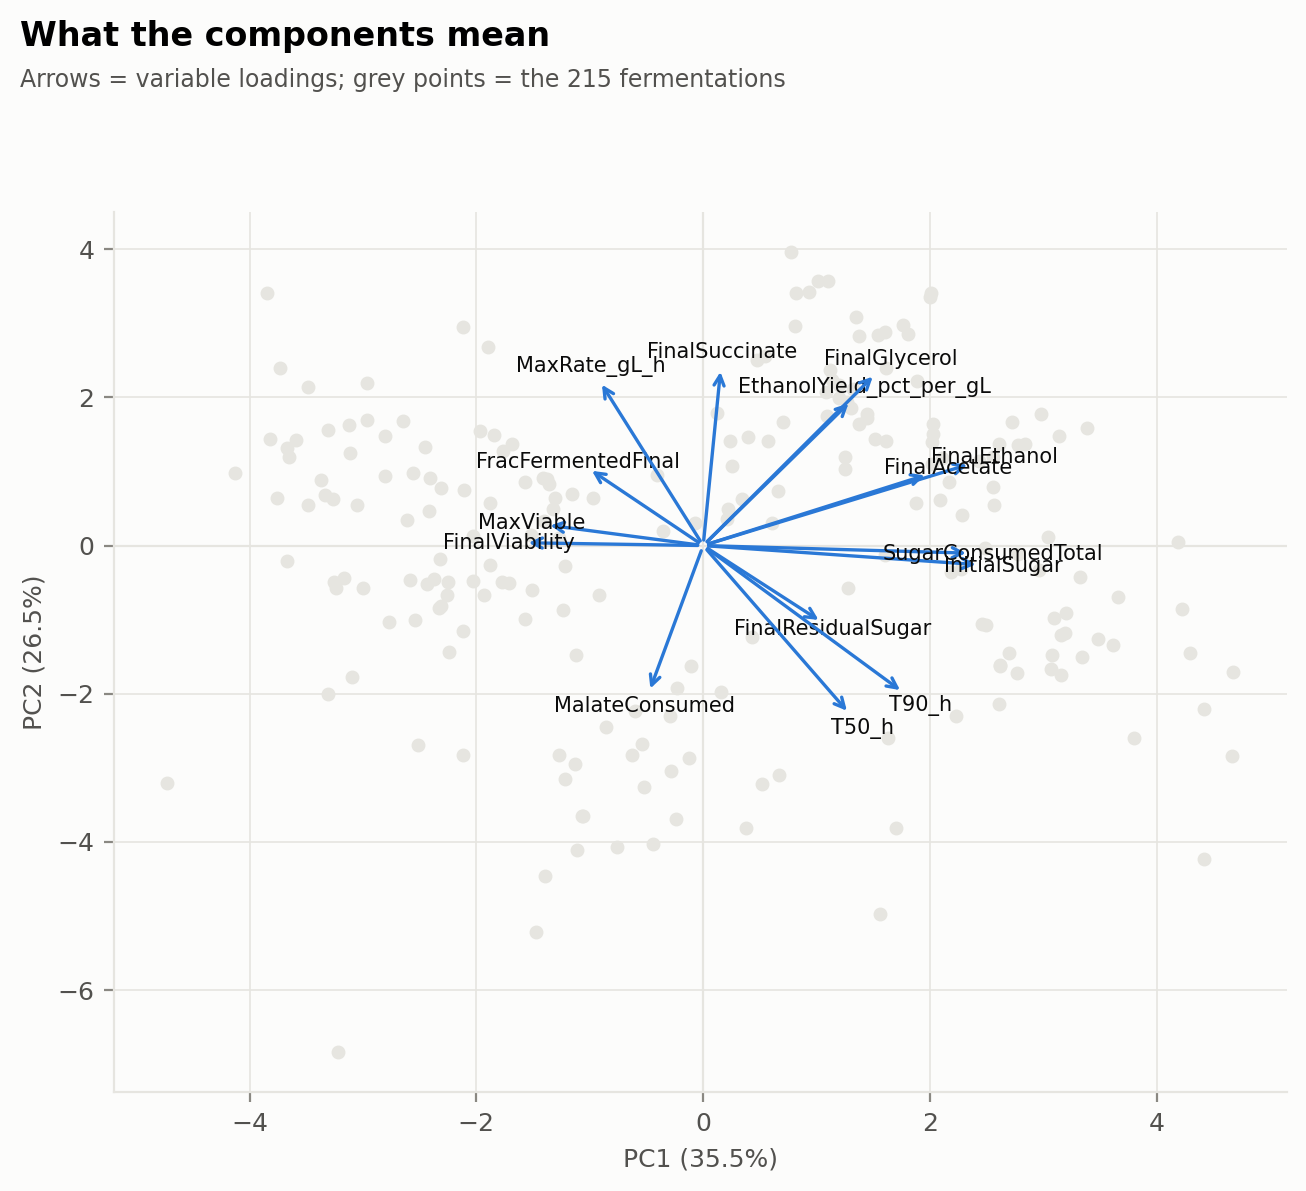 What the components mean
Arrows = variable loadings; grey points = the 215 fermentations
4
2
0
−2
−4
−6
PC2 (26.5%)
FinalSuccinate
MaxRate_gL_h
FinalGlycerol
EthanolYield_pct_per_gL
FracFermentedFinal
FinalEthanol
FinalAcetate
MaxViable
FinalViability
SugarConsumedTotal
InitialSugar
FinalResidualSugar
MalateConsumed
T90_h
T50_h
−4
−2
0
2
4
PC1 (35.5%)